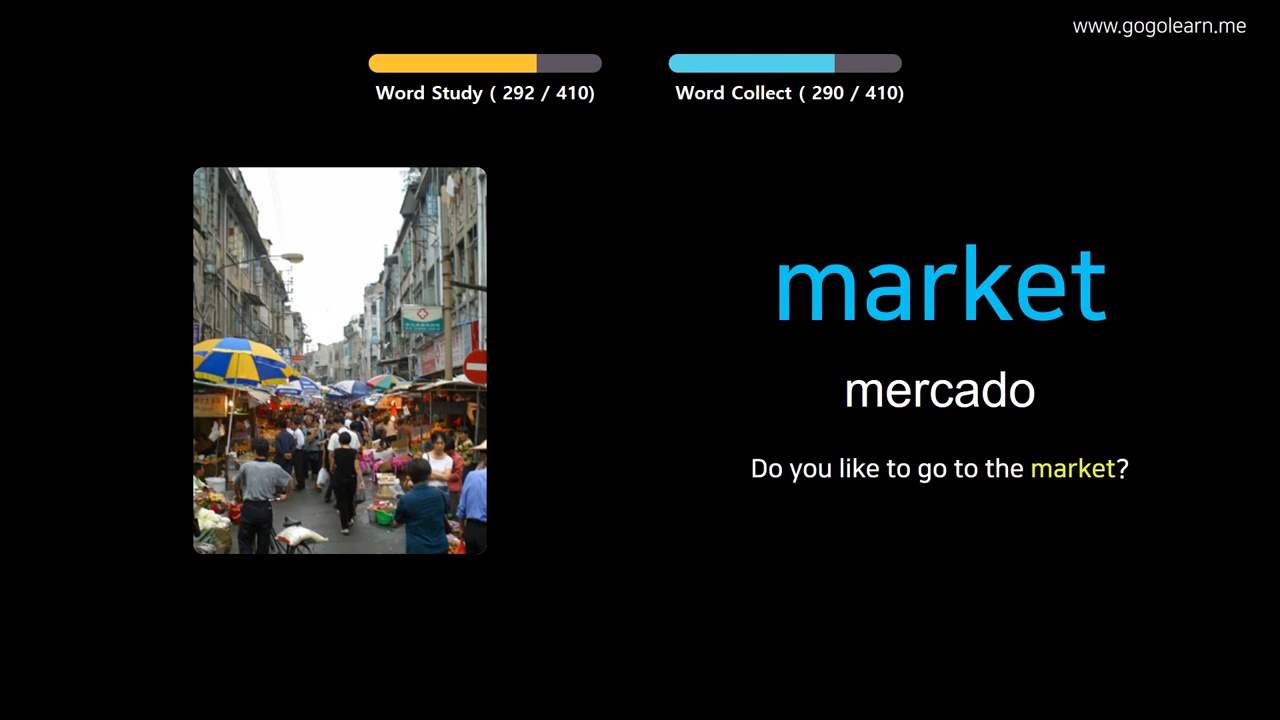 www.gogolearn.me
Word Study ( 292 / 410)
Word Collect ( 290 / 410)
market
mercado
Do you like to go to the market?